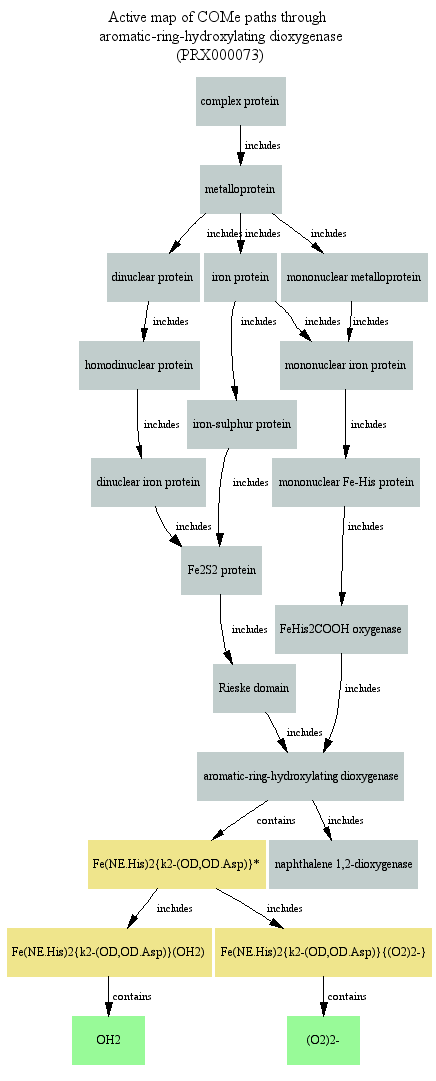 Active map of COMe paths through
aromatic-ring-hydroxylating dioxygenase
(PRX000073)
complex protein
includes
metalloprotein
includes includes includes
dinuclear protein iron protein mononuclear metalloprotein
includes includes includes includes
homodinuclear protein mononuclear iron protein
includes iron-sulphur protein includes
dinuclear iron protein includes mononuclear Fe-His protein
includes includes
Fe2S2 protein
includes FeHis2COOH oxygenase
Rieske domain includes
includes
aromatic-ring-hydroxylating dioxygenase
contains includes
Fe(NE.His)2{k2-(OD,OD.Asp)}* naphthalene 1,2-dioxygenase
includes includes
Fe(NE.His)2{k2-(OD,OD.Asp)}(OH2) Fe(NE.His)2{k2-(OD,OD.Asp)}{(O2)2-}
contains contains
OH2 (O2)2-